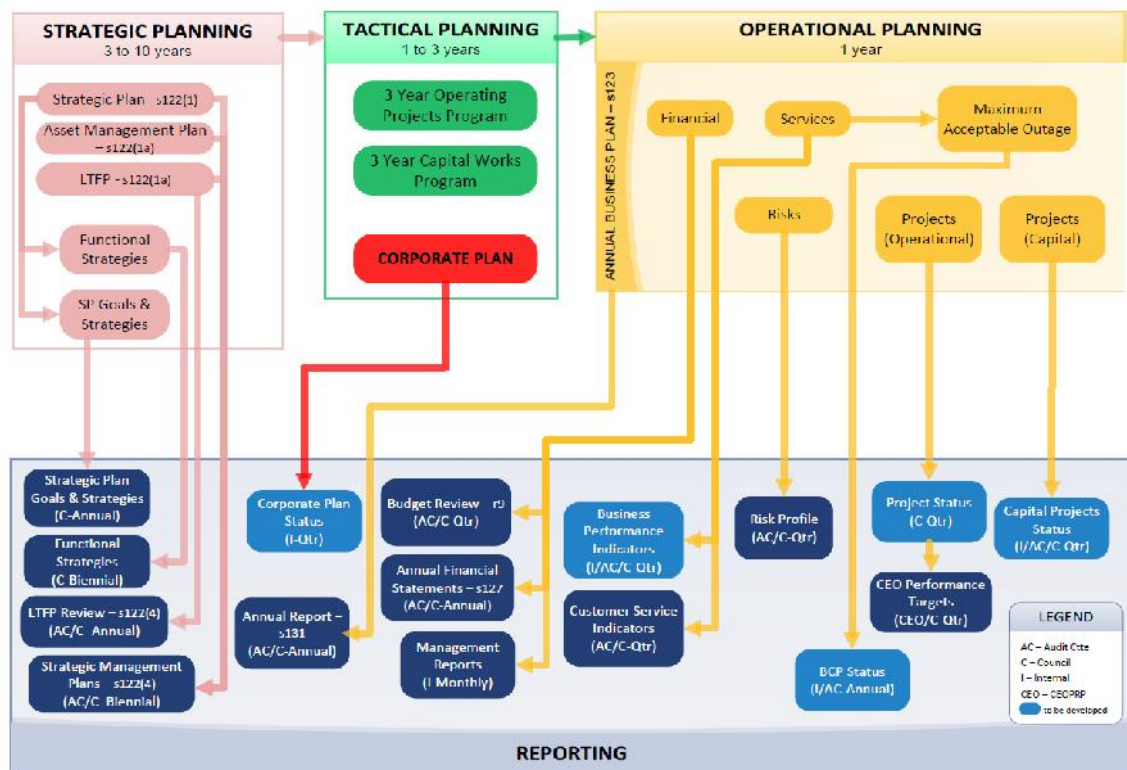 STRATEGIC PLANNING
3 to 10 years
TACTICAL PLANNING
1 to 3 years
OPERATIONAL PLANNING
1 year
Strategic Plan – s122(1)
Asset Management Plan
– s122(1a)
LTFP - s122(1a)
Functional
Strategies
SP Goals &
Strategies
3 Year Operating
Projects Program
3 Year Capital Works
Program
CORPORATE PLAN
ANNUAL BUSINESS PLAN – s123
Financial
Services
Maximum
Acceptable Outage
Risks
Projects
(Operational)
Projects
(Capital)
Strategic Plan
Goals & Strategies
(C-Annual)
Functional
Strategies
(C Biennial)
LTFP Review – s122(4)
(AC/C Annual)
Strategic Management
Plans s122(4)
(AC/C Biennial)
Corporate Plan
Status
(I-Qtr)
Annual Report –
s131
(AC/C-Annual)
Budget Review r9
(AC/C Qtr)
Annual Financial
Statements – s127
(AC/C-Annual)
Management
Reports
(I Monthly)
Business
Performance
Indicators
(I/AC/C Qtr)
Customer Service
Indicators
(AC/C-Qtr)
Risk Profile
(AC/C-Qtr)
BCP Status
(I/AC Annual)
Project Status
(C Qtr)
CEO Performance
Targets
(CEO/C Qtr)
Capital Projects
Status
(I/AC/C Qtr)
LEGEND
AC – Audit Ctte
C – Council
I – Internal
CEO – CEOPRP
to be developed
REPORTING